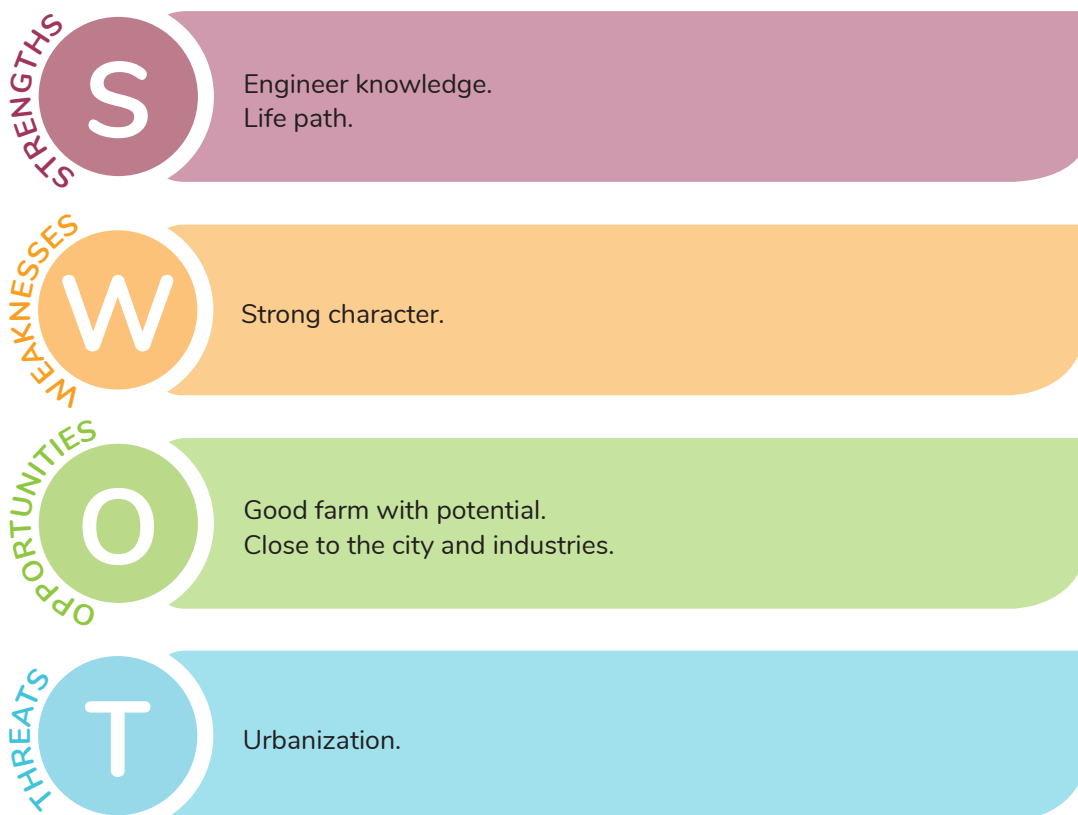 STRENGTHS
S
Engineer knowledge.
Life path.
WEAKNESSES
W
Strong character.
OPPORTUNITIES
O
Good farm with potential.
Close to the city and industries.
THREATS
T
Urbanization.